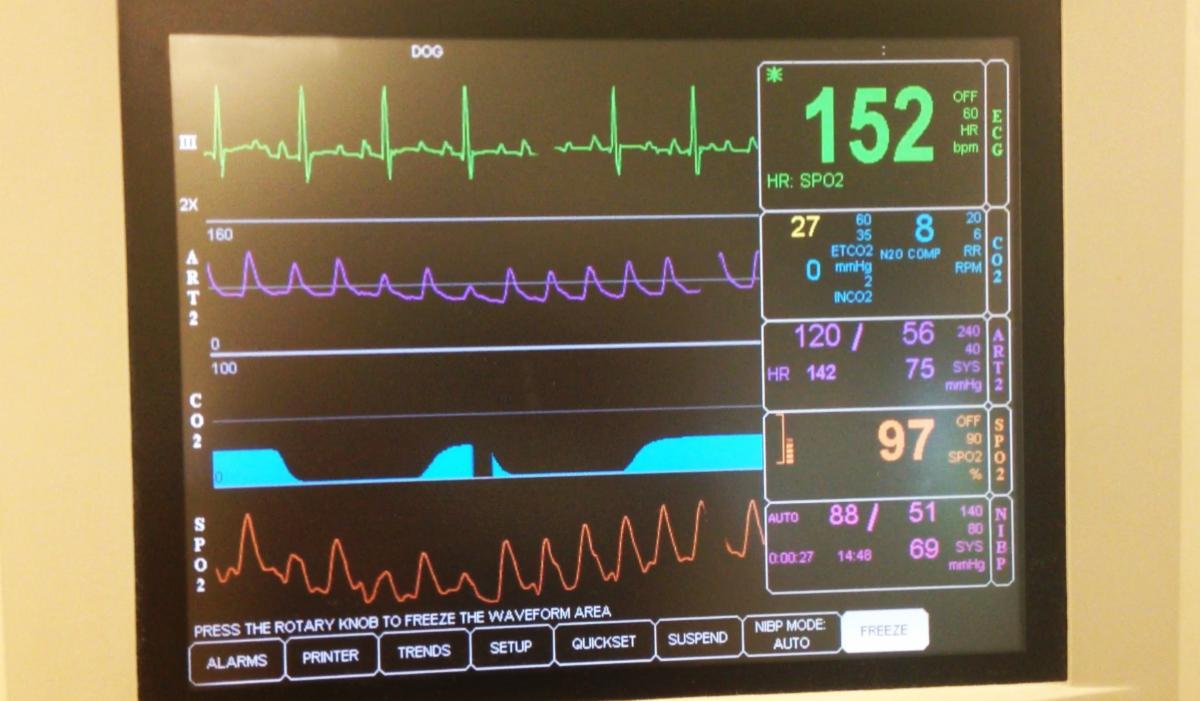 DOG
:
III
2X
160
ART2
0
100
CO2
0
SPO2
* 152 OFF
60
HR
bpm
HR: SPO2
ECG
27 60
35
ETCO2
0 mmHg
2
INCO2
8 20
6
N2O COMP RR
RPM
CO2
120 / 56 240
40
HR 142 75 SYS
mmHg
ART2
97 OFF
90
SPO2
%
SPO2
AUTO 88 / 51 140
80
0:00:27 14:48 69 SYS
mmHg
NIBP
PRESS THE ROTARY KNOB TO FREEZE THE WAVEFORM AREA
ALARMS PRINTER TRENDS SETUP QUICKSET SUSPEND NIBP MODE:
AUTO FREEZE